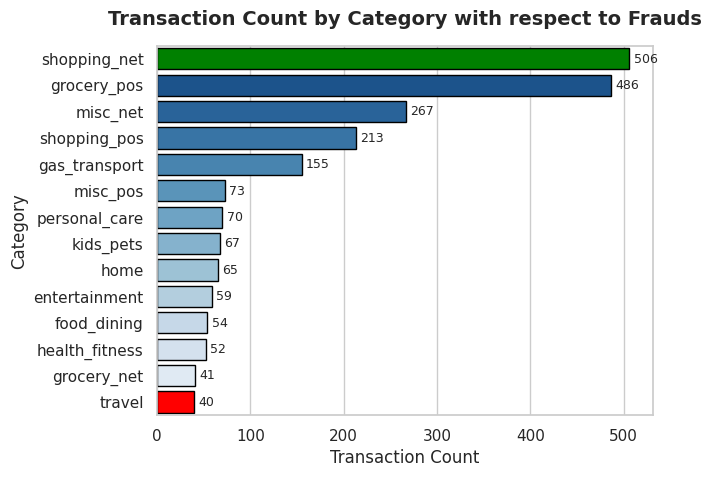 Transaction Count by Category with respect to Frauds
shopping_net 506
grocery_pos 486
misc_net 267
shopping_pos 213
gas_transport 155
misc_pos 73
personal_care 70
kids_pets 67
home 65
entertainment 59
food_dining 54
health_fitness 52
grocery_net 41
travel 40
Category
0 100 200 300 400 500
Transaction Count